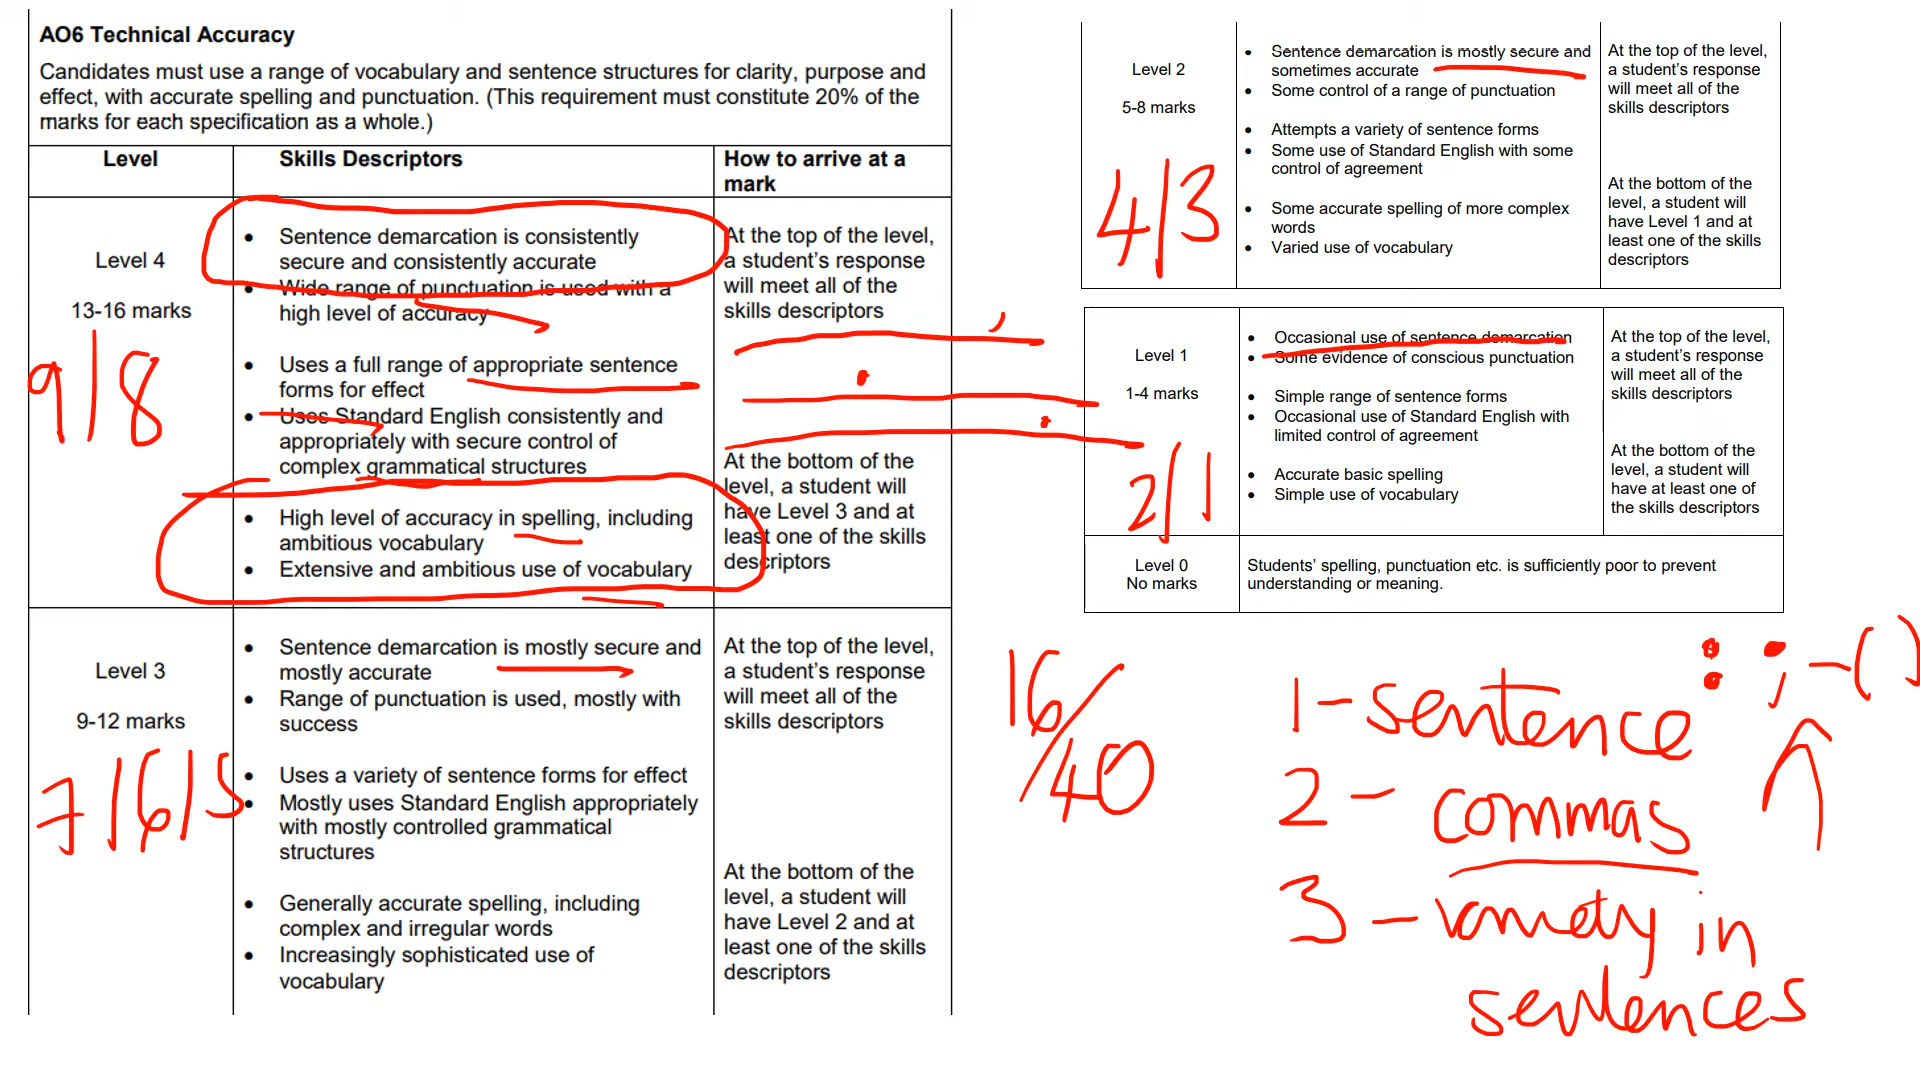 AO6 Technical Accuracy
Candidates must use a range of vocabulary and sentence structures for clarity, purpose and
effect, with accurate spelling and punctuation. (This requirement must constitute 20% of the
marks for each specification as a whole.)
Level
Skills Descriptors
How to arrive at a
mark
Level 4
13-16 marks
9/8
• Sentence demarcation is consistently
secure and consistently accurate
• Wide range of punctuation is used with a
high level of accuracy
• Uses a full range of appropriate sentence
forms for effect
• Uses Standard English consistently and
appropriately with secure control of
complex grammatical structures
• High level of accuracy in spelling, including
ambitious vocabulary
• Extensive and ambitious use of vocabulary
At the top of the level,
a student's response
will meet all of the
skills descriptors
At the bottom of the
level, a student will
have Level 3 and at
least one of the skills
descriptors
Level 3
9-12 marks
7/6/5
• Sentence demarcation is mostly secure and
mostly accurate
• Range of punctuation is used, mostly with
success
• Uses a variety of sentence forms for effect
• Mostly uses Standard English appropriately
with mostly controlled grammatical
structures
• Generally accurate spelling, including
complex and irregular words
• Increasingly sophisticated use of
vocabulary
At the top of the level,
a student's response
will meet all of the
skills descriptors
At the bottom of the
level, a student will
have Level 2 and at
least one of the skills
descriptors
Level 2
5-8 marks
4/3
• Sentence demarcation is mostly secure and
sometimes accurate
• Some control of a range of punctuation
• Attempts a variety of sentence forms
• Some use of Standard English with some
control of agreement
• Some accurate spelling of more complex
words
• Varied use of vocabulary
At the top of the level,
a student's response
will meet all of the
skills descriptors
At the bottom of the
level, a student will
have Level 1 and at
least one of the skills
descriptors
Level 1
1-4 marks
2/1
• Occasional use of sentence demarcation
• Some evidence of conscious punctuation
• Simple range of sentence forms
• Occasional use of Standard English with
limited control of agreement
• Accurate basic spelling
• Simple use of vocabulary
At the top of the level,
a student's response
will meet all of the
skills descriptors
At the bottom of the
level, a student will
have at least one of
the skills descriptors
Level 0
No marks
Students' spelling, punctuation etc. is sufficiently poor to prevent
understanding or meaning.
16/40
: ; - ()
1 - sentence
2 - commas
3 - variety in
sentences